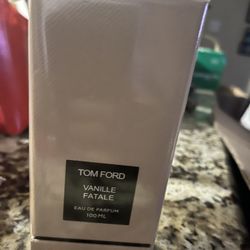 TOM FORD
VANILLE
FATALE
EAU DE PARFUM
100 ML